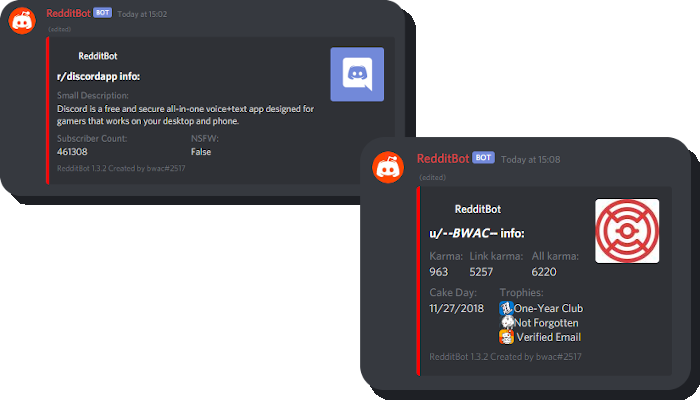 RedditBot BOT Today at 15:02
(edited)
RedditBot
r/discordapp info:
Small Description:
Discord is a free and secure all-in-one voice+text app designed for
gamers that works on your desktop and phone.
Subscriber Count: NSFW:
461308 False
RedditBot 1.3.2 Created by bwac#2517
RedditBot BOT Today at 15:08
(edited)
RedditBot
u/--BWAC-- info:
Karma: Link karma: All karma:
963 5257 6220
Cake Day: Trophies:
11/27/2018 One-Year Club
Not Forgotten
Verified Email
RedditBot 1.3.2 Created by bwac#2517